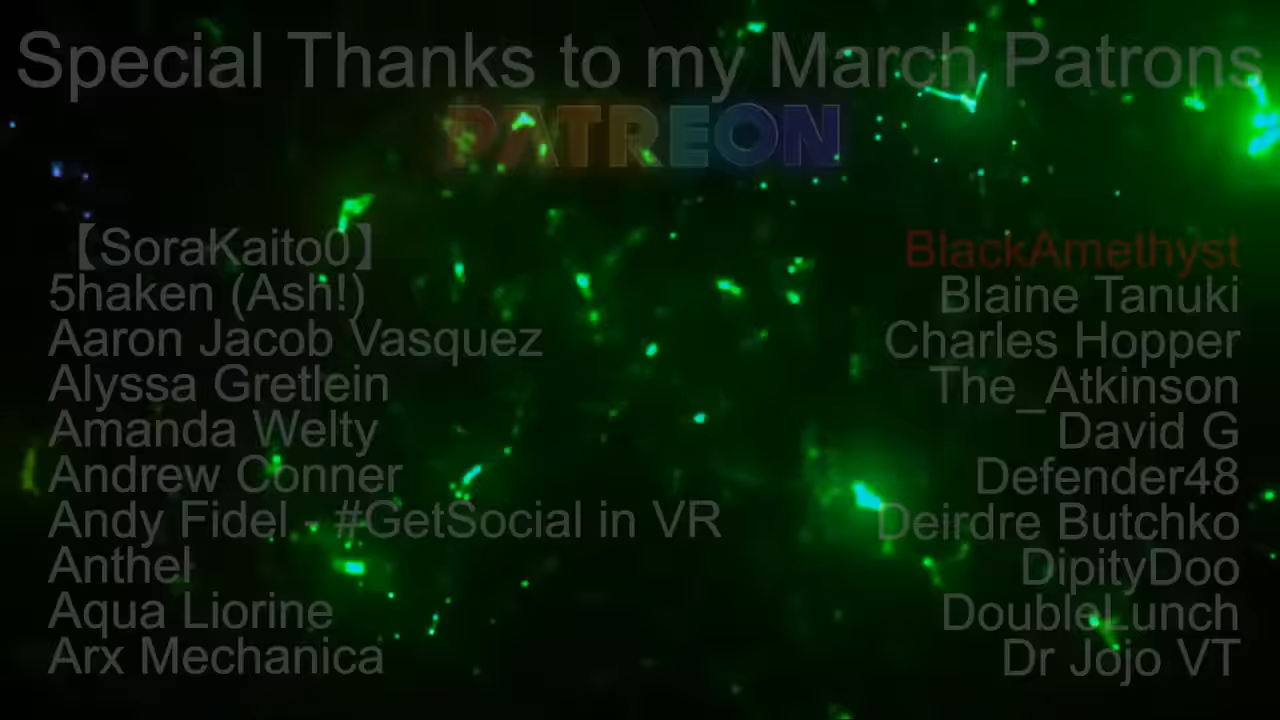 Special Thanks to my March Patrons
PATREON
【SoraKaito0】
5haken (Ash!)
Aaron Jacob Vasquez
Alyssa Gretlein
Amanda Welty
Andrew Conner
Andy Fidel - #GetSocial in VR
Anthel
Aqua Liorine
Arx Mechanica
BlackAmethyst
Blaine Tanuki
Charles Hopper
The_Atkinson
David G
Defender48
Deirdre Butchko
DipityDoo
DoubleLunch
Dr Jojo VT